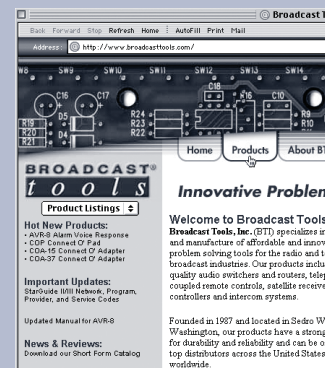 Broadcast
Back Forward Stop Refresh Home AutoFill Print Mail
Address: http://www.broadcasttools.com/
W8 SW9 SW10 SW11 SW12 SW13 SW14
C18
C16 C17 C10
R19 D5 R24 R9
R20 R23 R10
R21 D4 R22
R22
Home Products About BT
BROADCAST®
tools
Product Listings
Innovative Problem
Hot New Products:
• AVR-8 Alarm Voice Response
• COP Connect O' Pad
• COA-15 Connect O' Adapter
• COA-37 Connect O' Adapter
Important Updates:
StarGuide II/III Network, Program,
Provider, and Service Codes
Updated Manual for AVR-8
News & Reviews:
Download our Short Form Catalog
Welcome to Broadcast Tools
Broadcast Tools, Inc. (BTI) specializes in
and manufacture of affordable and innov
problem solving tools for the radio and t
broadcast industries. Our products inclu
quality audio switchers and routers, tele
coupled remote controls, satellite receive
controllers and intercom systems.
Founded in 1987 and located in Sedro W
Washington, our products have a strong
for durability and reliability and can be o
top distributors across the United States
worldwide.